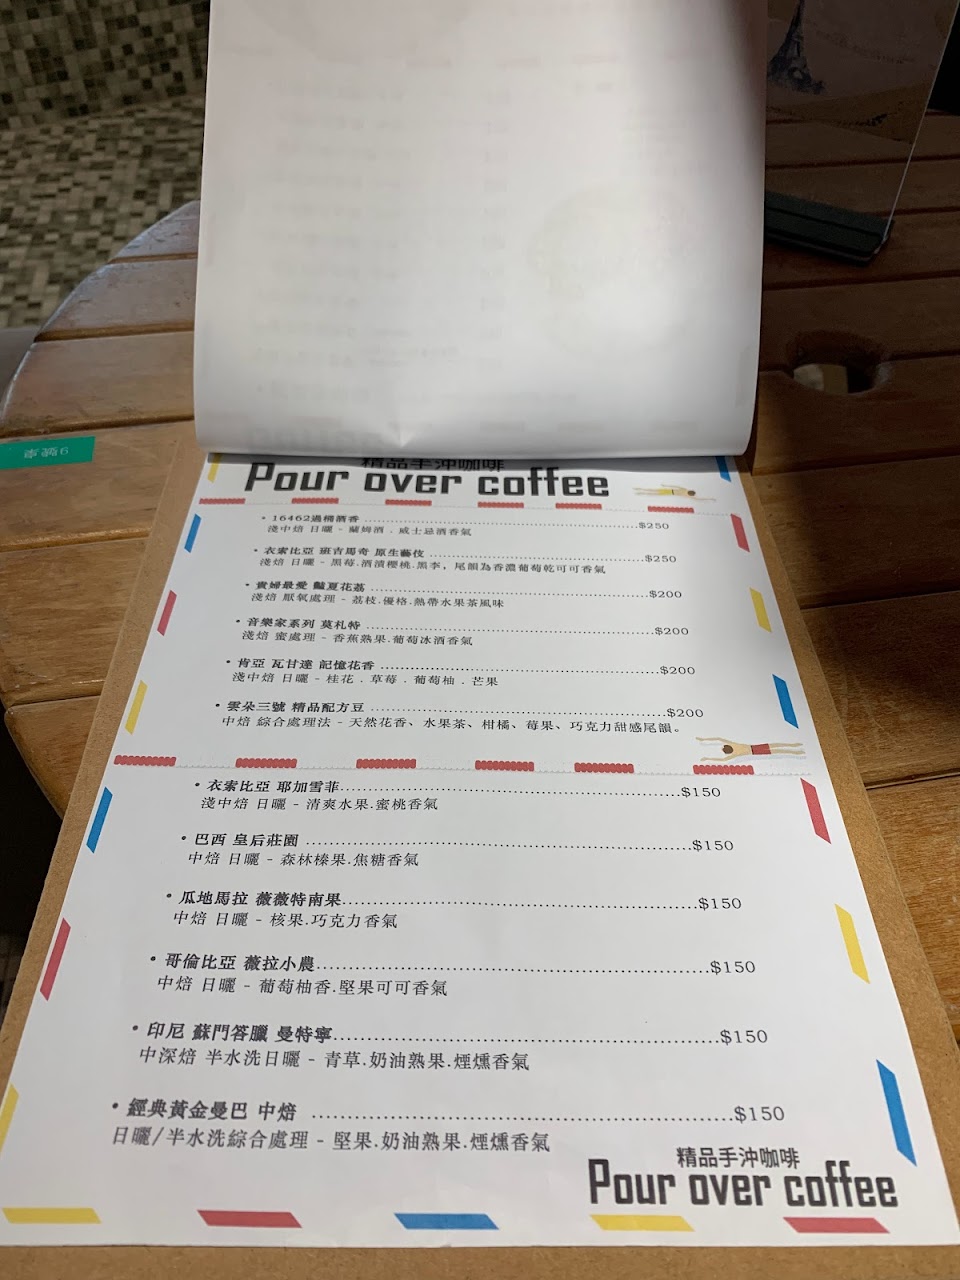 9號桌
精品手沖咖啡
Pour over coffee
• 16462過桶酒香 ........ $250
淺中焙 日曬 - 蘭姆酒．威士忌酒香氣
• 衣索比亞 班吉馬奇 原生藝伎 ........ $250
淺焙 日曬 - 黑莓.酒漬櫻桃.黑李, 尾韻為香濃葡萄乾可可香氣
• 貴婦最愛 豔夏花荔 ........ $200
淺焙 厭氧處理 - 荔枝.優格.熱帶水果茶風味
• 音樂家系列 莫札特 ........ $200
淺焙 蜜處理 - 香蕉熟果.葡萄冰酒香氣
• 肯亞 瓦甘達 記憶花香 ........ $200
淺中焙 日曬 - 桂花．草莓．葡萄柚．芒果
• 雲朵三號 精品配方豆 ........ $200
中焙 綜合處理法 - 天然花香、水果茶、柑橘、莓果、巧克力甜感尾韻。
• 衣索比亞 耶加雪菲 ........ $150
淺中焙 日曬 - 清爽水果.蜜桃香氣
• 巴西 皇后莊園 ........ $150
中焙 日曬 - 森林榛果.焦糖香氣
• 瓜地馬拉 薇薇特南果 ........ $150
中焙 日曬 - 核果.巧克力香氣
• 哥倫比亞 薇拉小農 ........ $150
中焙 日曬 - 葡萄柚香.堅果可可香氣
• 印尼 蘇門答臘 曼特寧 ........ $150
中深焙 半水洗日曬 - 青草.奶油熟果.煙燻香氣
• 經典黃金曼巴 中焙 ........ $150
日曬/半水洗綜合處理 - 堅果.奶油熟果.煙燻香氣
精品手沖咖啡
Pour over coffee